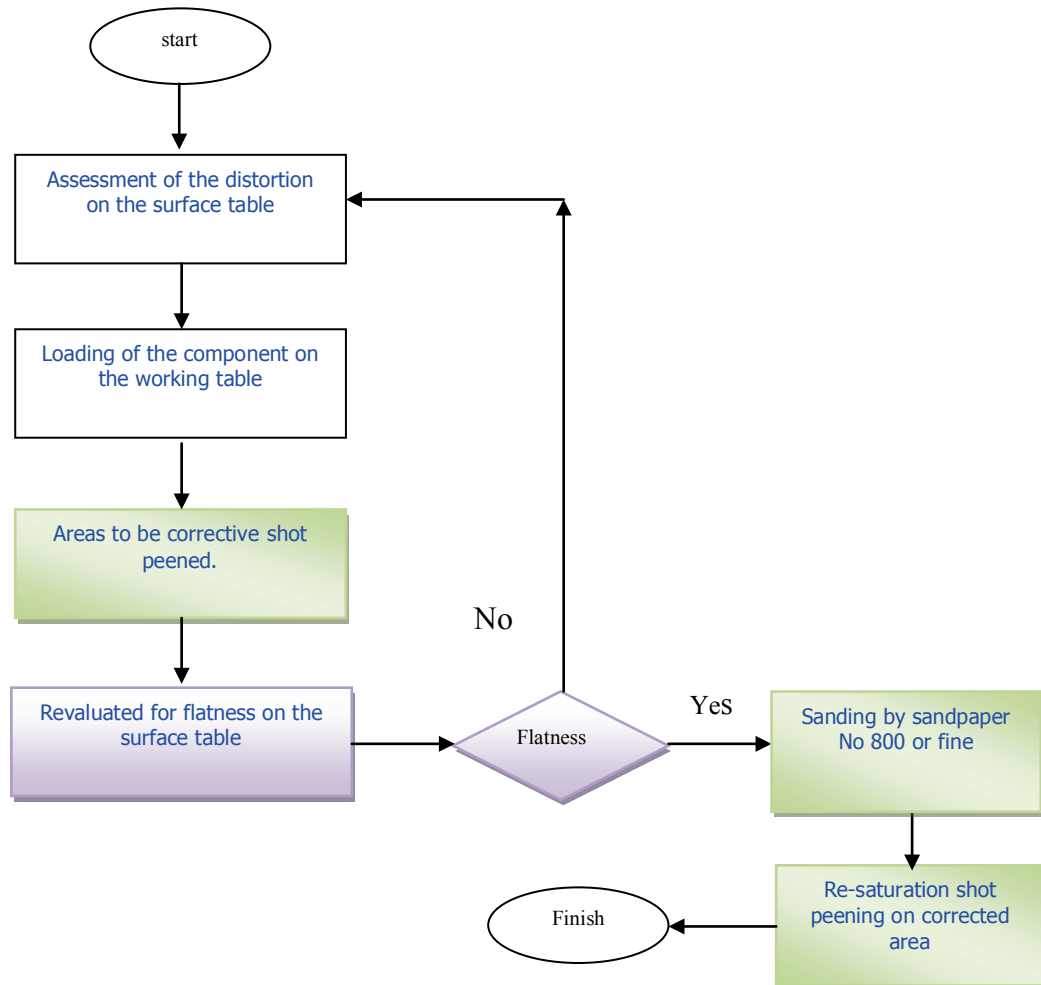 start
Assessment of the distortion
on the surface table
Loading of the component on
the working table
Areas to be corrective shot
peened.
No
Revaluated for flatness on the
surface table
Flatness
Yes
Sanding by sandpaper
No 800 or fine
Re-saturation shot
peening on corrected
area
Finish